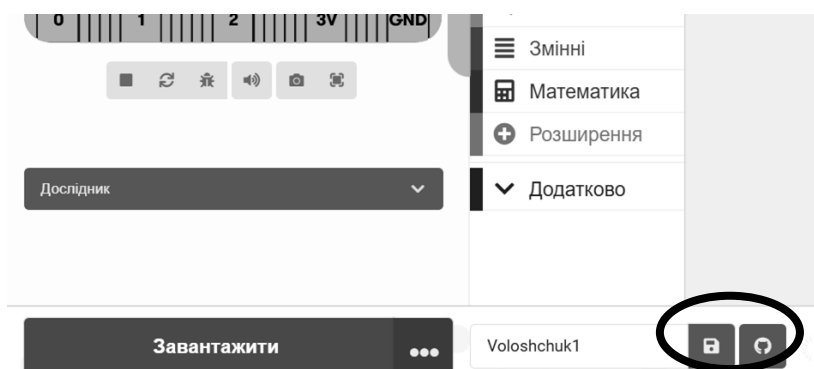 0 1 2 3V GND
Змінні
Математика
Розширення
Дослідник
Додатково
Завантажити
Voloshchuk1